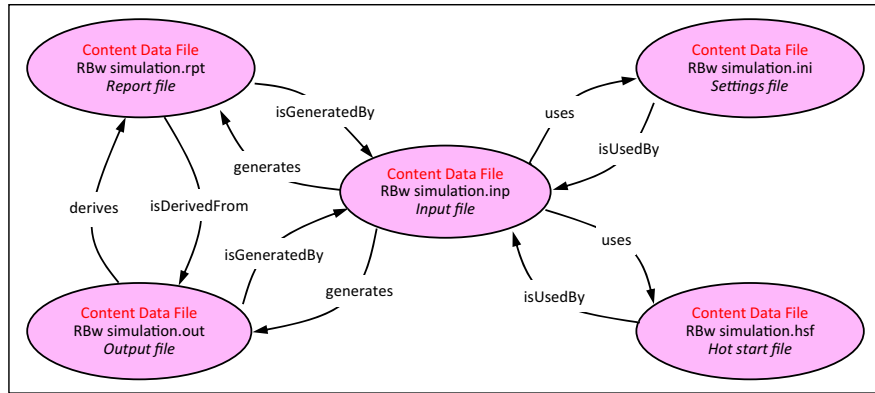 Content Data File
RBw simulation.rpt
Report file
Content Data File
RBw simulation.ini
Settings file
isGeneratedBy
uses
generates
isUsedBy
Content Data File
RBw simulation.inp
Input file
derives
isDerivedFrom
isGeneratedBy
uses
generates
isUsedBy
Content Data File
RBw simulation.out
Output file
Content Data File
RBw simulation.hsf
Hot start file